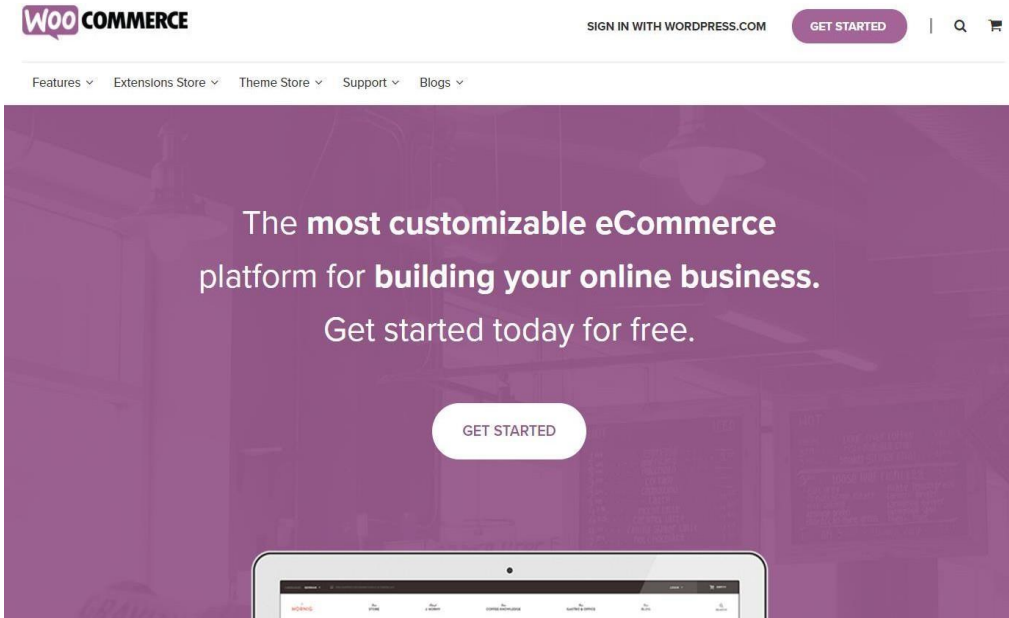 WOO COMMERCE
SIGN IN WITH WORDPRESS.COM GET STARTED
Features Extensions Store Theme Store Support Blogs
The most customizable eCommerce
platform for building your online business.
Get started today for free.
GET STARTED